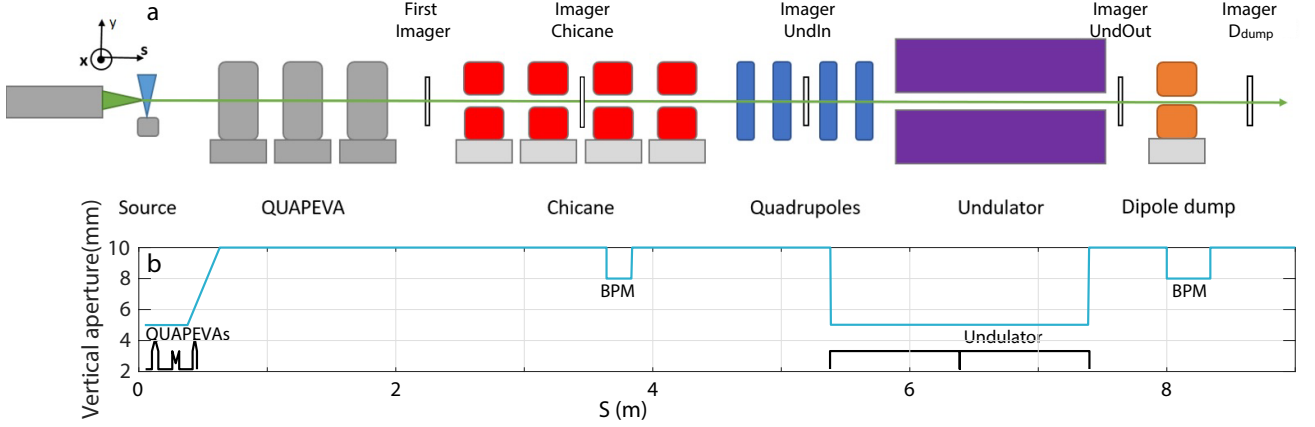 a
y
s
x
First
Imager
Imager
Chicane
Imager
UndIn
Imager
UndOut
Imager
Ddump
Source
QUAPEVA
Chicane
Quadrupoles
Undulator
Dipole dump
b
Vertical aperture(mm)
10
8
6
4
2
BPM
BPM
QUAPEVAs
Undulator
0
2
4
6
8
S (m)